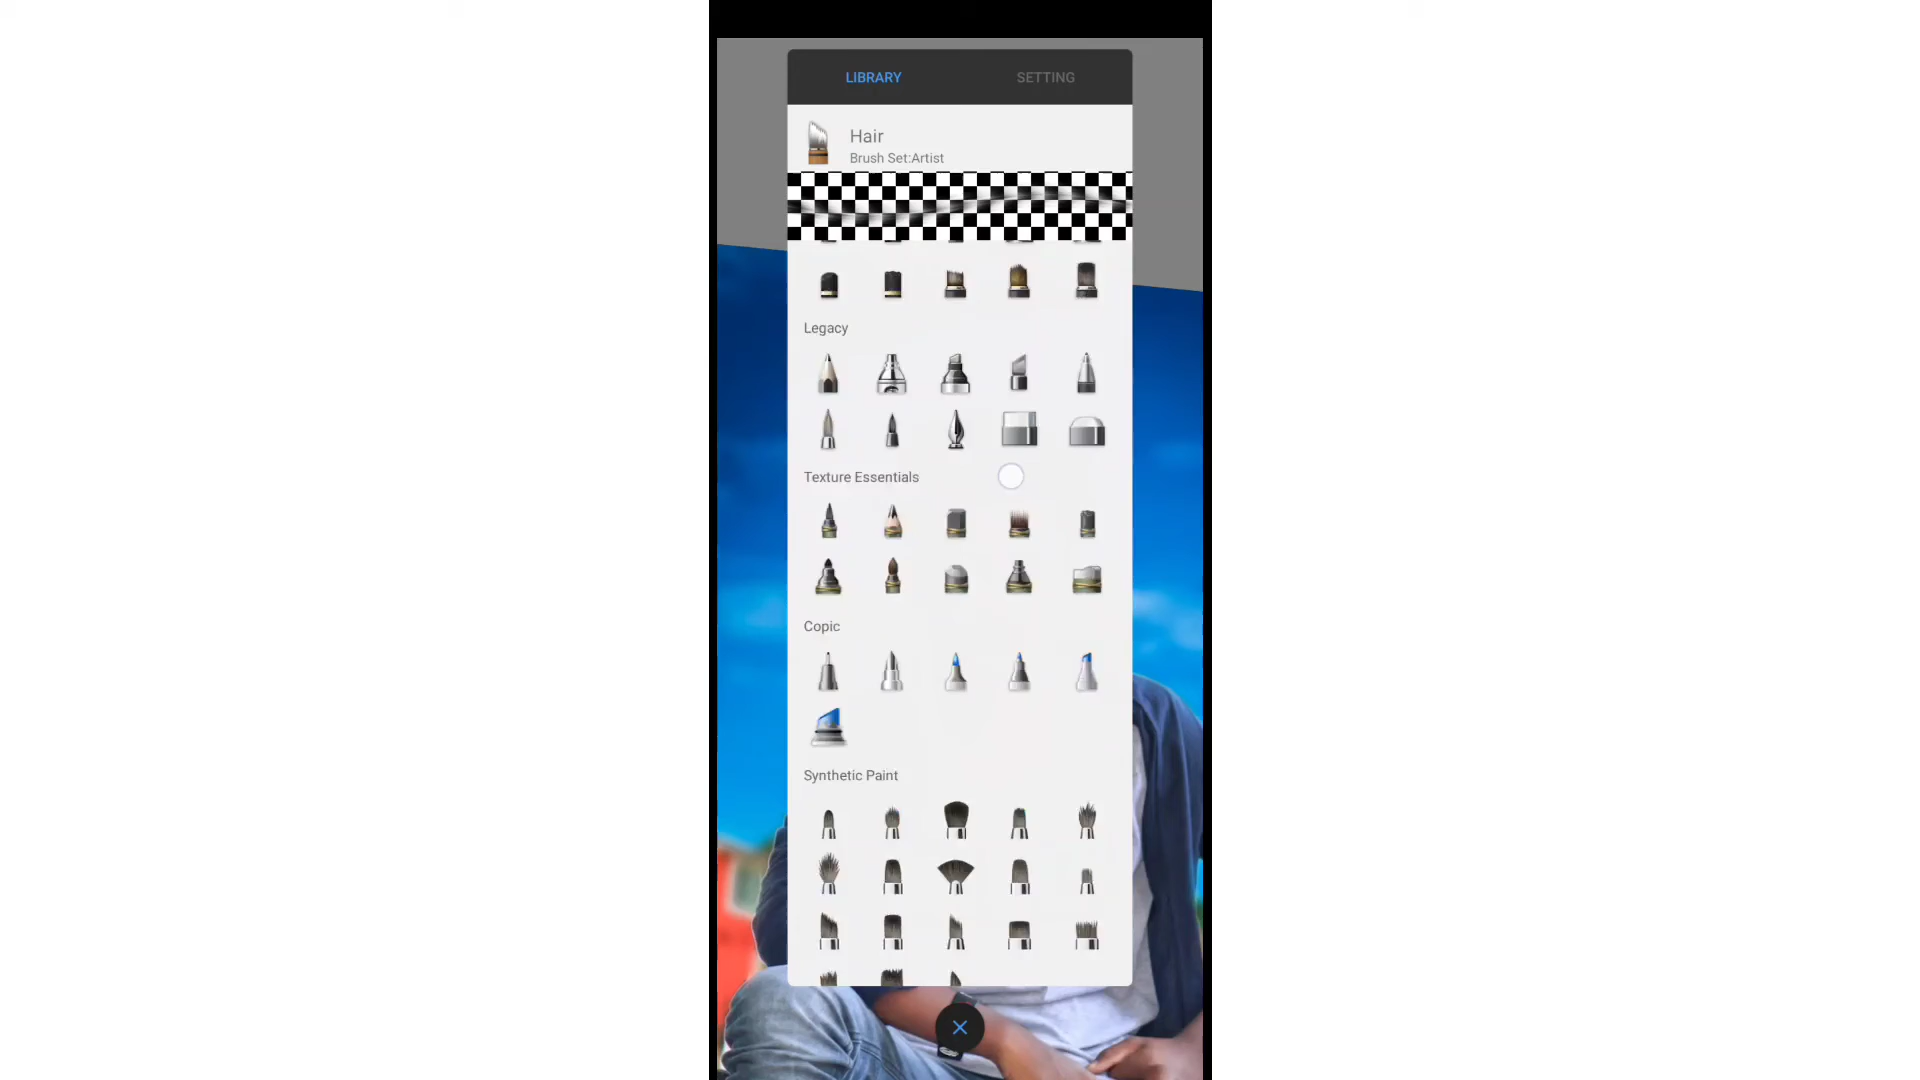 LIBRARY
SETTING
Hair
Brush Set:Artist
Legacy
Texture Essentials
Copic
Synthetic Paint